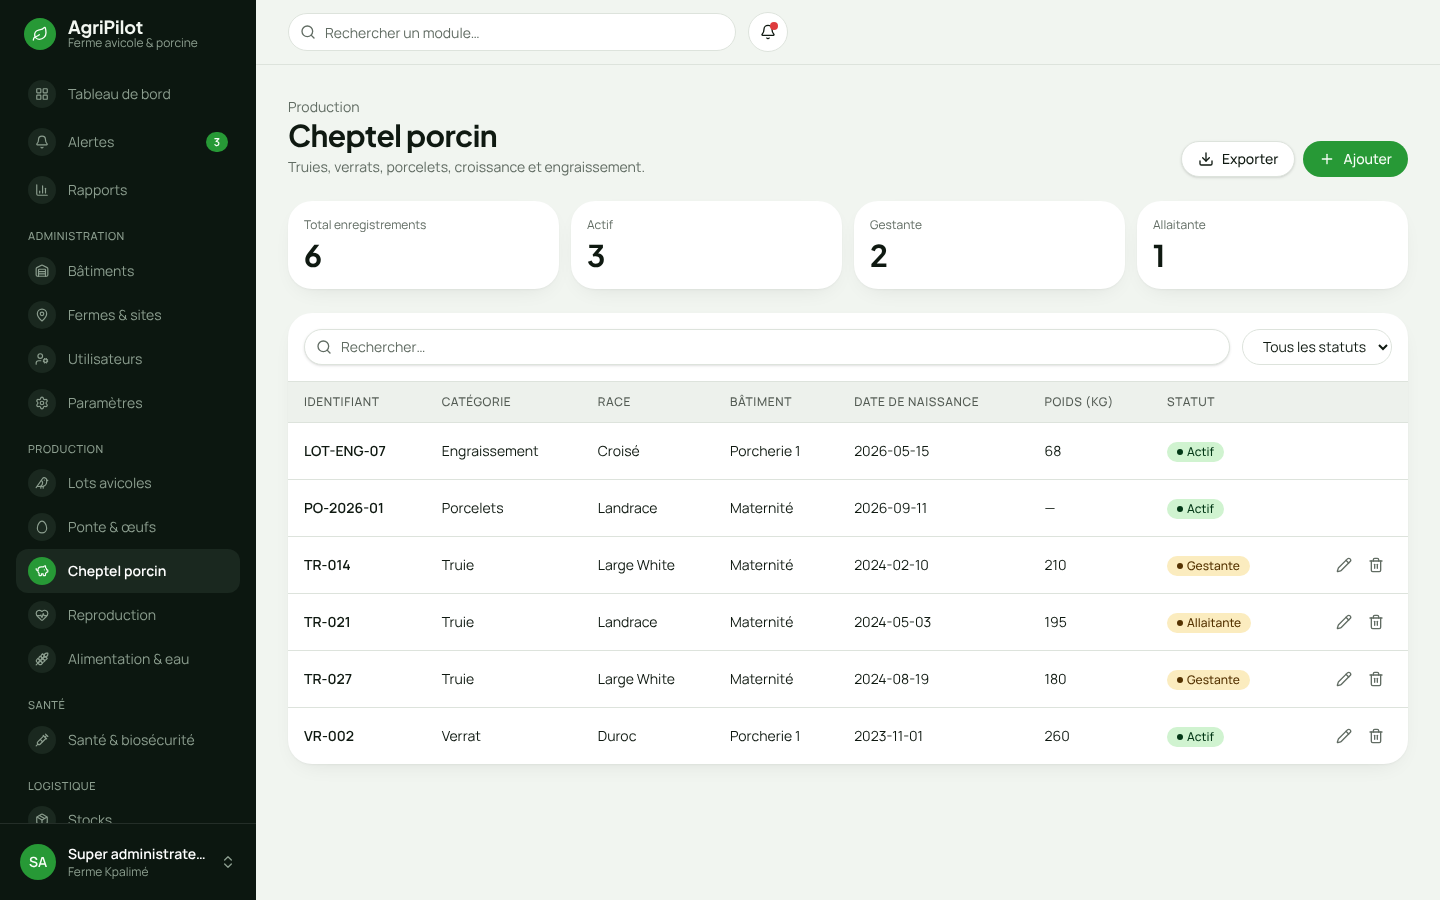 AgriPilot
Ferme avicole & porcine
Tableau de bord
Alertes 3
Rapports
ADMINISTRATION
Bâtiments
Fermes & sites
Utilisateurs
Paramètres
PRODUCTION
Lots avicoles
Ponte & œufs
Cheptel porcin
Reproduction
Alimentation & eau
SANTÉ
Santé & biosécurité
LOGISTIQUE
Stocks
SA Super administrate…
Ferme Kpalimé
Rechercher un module...
Production
Cheptel porcin
Truies, verrats, porcelets, croissance et engraissement.
Exporter
Ajouter
Total enregistrements
6
Actif
3
Gestante
2
Allaitante
1
Rechercher...
Tous les statuts
IDENTIFIANT CATÉGORIE RACE BÂTIMENT DATE DE NAISSANCE POIDS (KG) STATUT
LOT-ENG-07 Engraissement Croisé Porcherie 1 2026-05-15 68 Actif
PO-2026-01 Porcelets Landrace Maternité 2026-09-11 — Actif
TR-014 Truie Large White Maternité 2024-02-10 210 Gestante
TR-021 Truie Landrace Maternité 2024-05-03 195 Allaitante
TR-027 Truie Large White Maternité 2024-08-19 180 Gestante
VR-002 Verrat Duroc Porcherie 1 2023-11-01 260 Actif